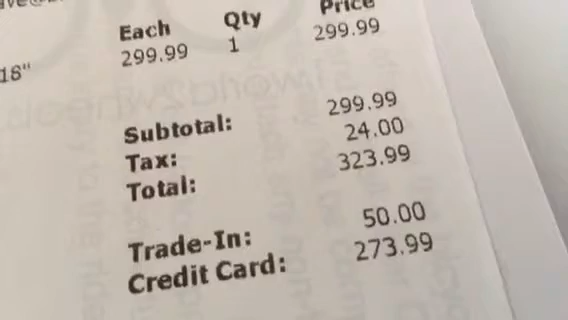 Each Qty Price
299.99 1 299.99
18"
Subtotal: 299.99
Tax: 24.00
Total: 323.99
Trade-In: 50.00
Credit Card: 273.99